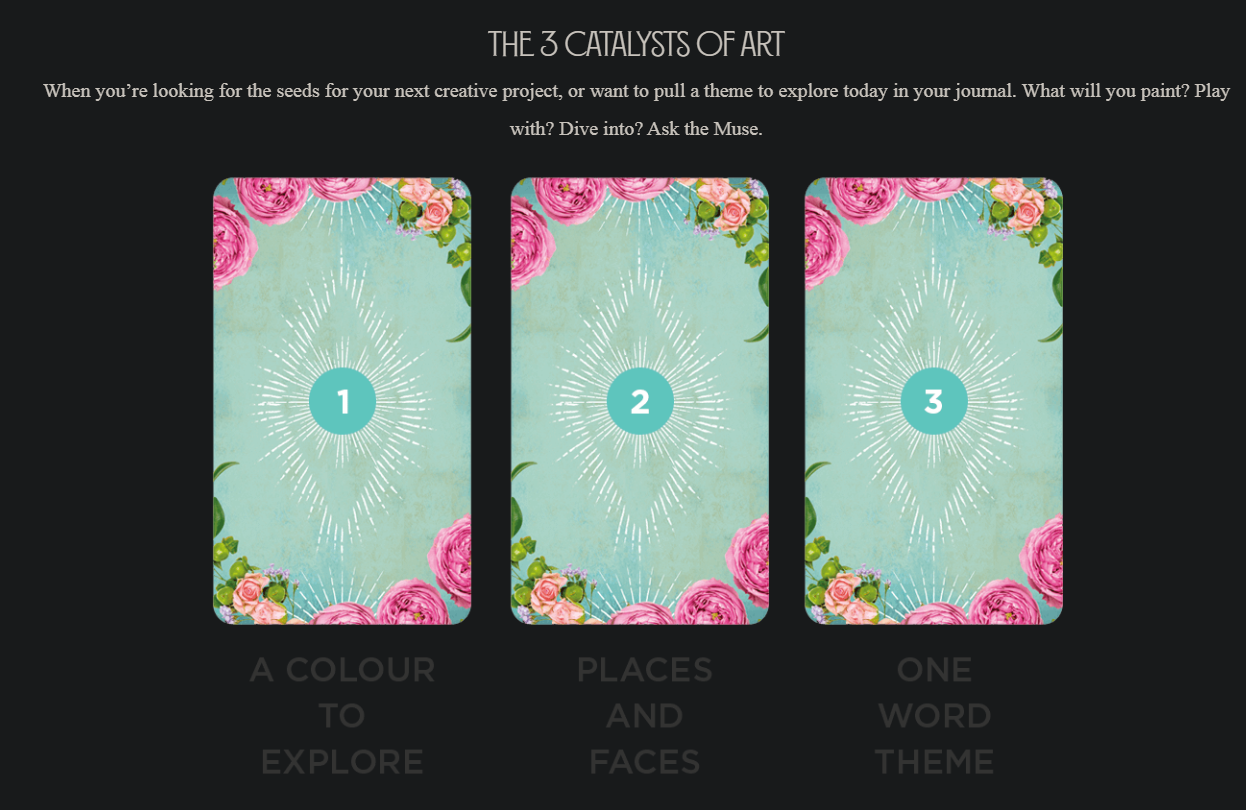 THE 3 CATALYSTS OF ART
When you’re looking for the seeds for your next creative project, or want to pull a theme to explore today in your journal. What will you paint? Play
with? Dive into? Ask the Muse.
1
2
3
A COLOUR
TO
EXPLORE
PLACES
AND
FACES
ONE
WORD
THEME